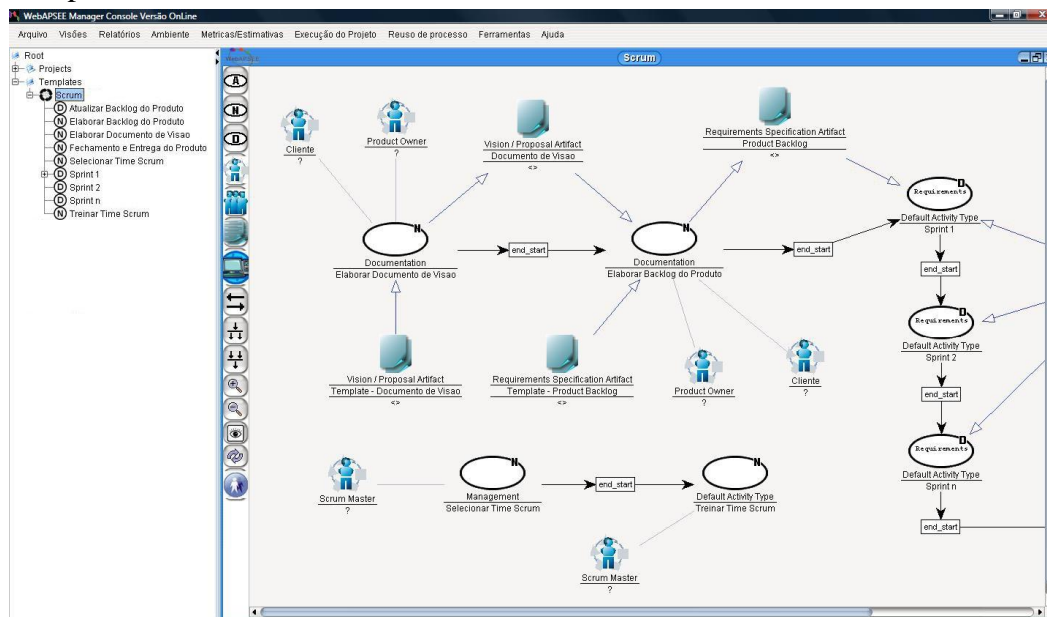 WebAPSEE Manager Console Versão OnLine
Arquivo Visões Relatórios Ambiente Metricas/Estimativas Execução do Projeto Reuso de processo Ferramentas Ajuda
Root
Projects
Templates
Scrum
D Atualizar Backlog do Produto
N Elaborar Backlog do Produto
N Elaborar Documento de Visao
N Fechamento e Entrega do Produto
N Selecionar Time Scrum
D Sprint 1
D Sprint 2
D Sprint n
N Treinar Time Scrum
Scrum
A
N
D
Cliente
?
Product Owner
?
Vision / Proposal Artifact
Documento de Visao
<>
Requirements Specification Artifact
Product Backlog
<>
N
Documentation
Elaborar Documento de Visao
end_start
N
Documentation
Elaborar Backlog do Produto
end_start
D
Requirements
Default Activity Type
Sprint 1
end_start
D
Requirements
Default Activity Type
Sprint 2
end_start
D
Requirements
Default Activity Type
Sprint n
end_start
Vision / Proposal Artifact
Template - Documento de Visao
<>
Requirements Specification Artifact
Template - Product Backlog
<>
Product Owner
?
Cliente
?
Scrum Master
?
N
Management
Selecionar Time Scrum
end_start
N
Default Activity Type
Treinar Time Scrum
Scrum Master
?